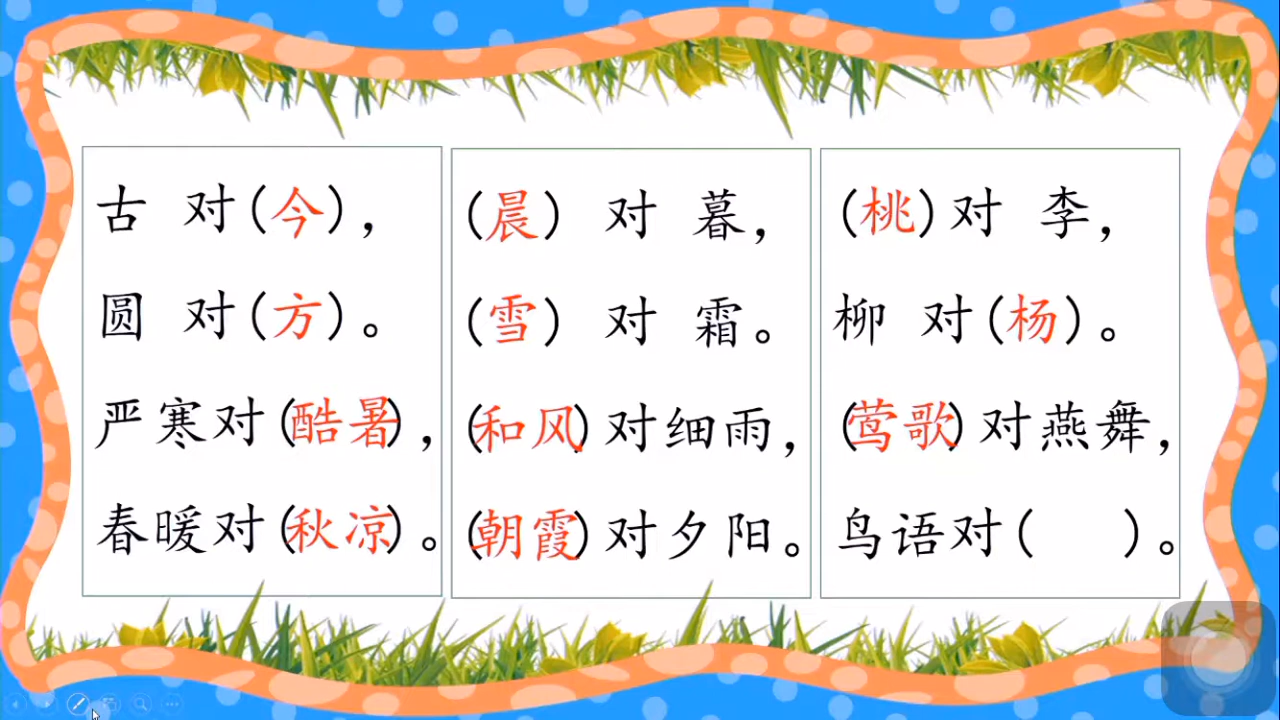 古 对(今)，
圆 对(方)。
严寒对(酷暑)，
春暖对(秋凉)。
(晨) 对 暮，
(雪) 对 霜。
(和风)对细雨，
(朝霞)对夕阳。
(桃)对 李，
柳 对(杨)。
(莺歌)对燕舞，
鸟语对( )。